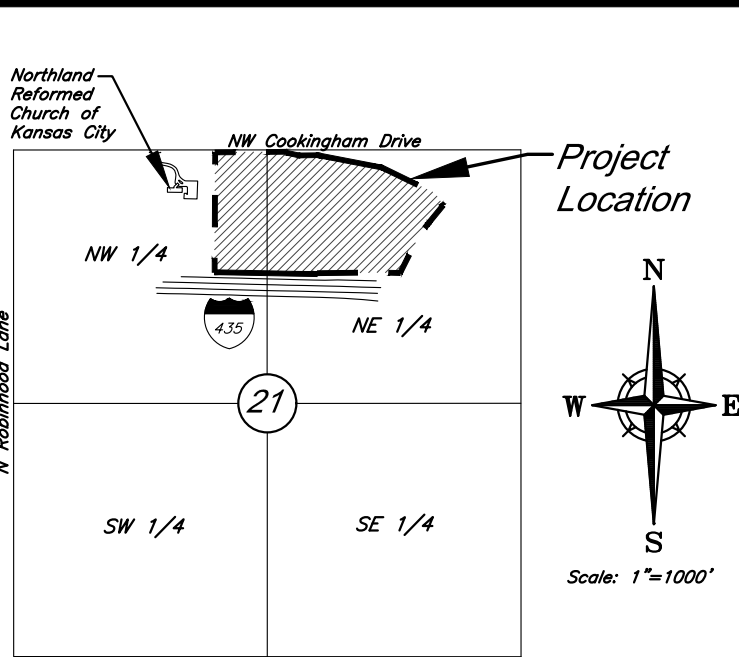 Northland
Reformed
Church of
Kansas City
NW Cookingham Drive
Project
Location
NW 1/4
N Robinhood Lane
435
NE 1/4
21
N
W
E
S
SW 1/4
SE 1/4
Scale: 1"=1000'